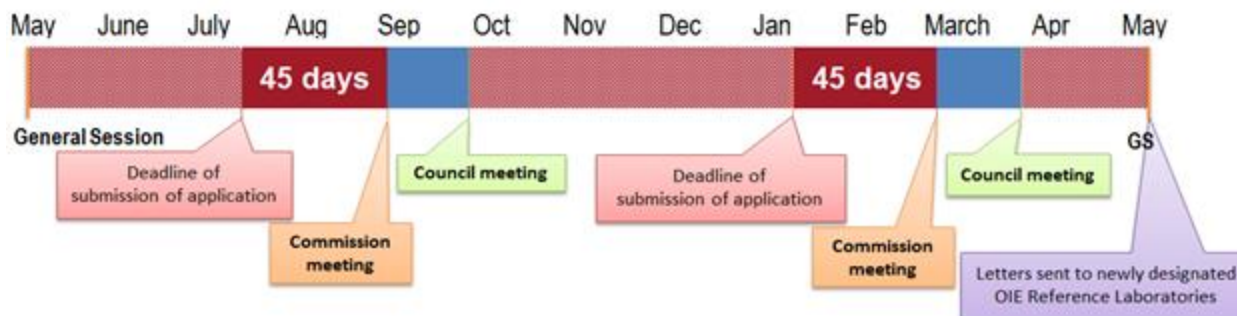 May June July Aug Sep Oct Nov Dec Jan Feb March Apr May
45 days 45 days
General Session
GS
Deadline of
submission of application
Council meeting
Deadline of
submission of application
Council meeting
Commission
meeting
Commission
meeting
Letters sent to newly designated
OIE Reference Laboratories